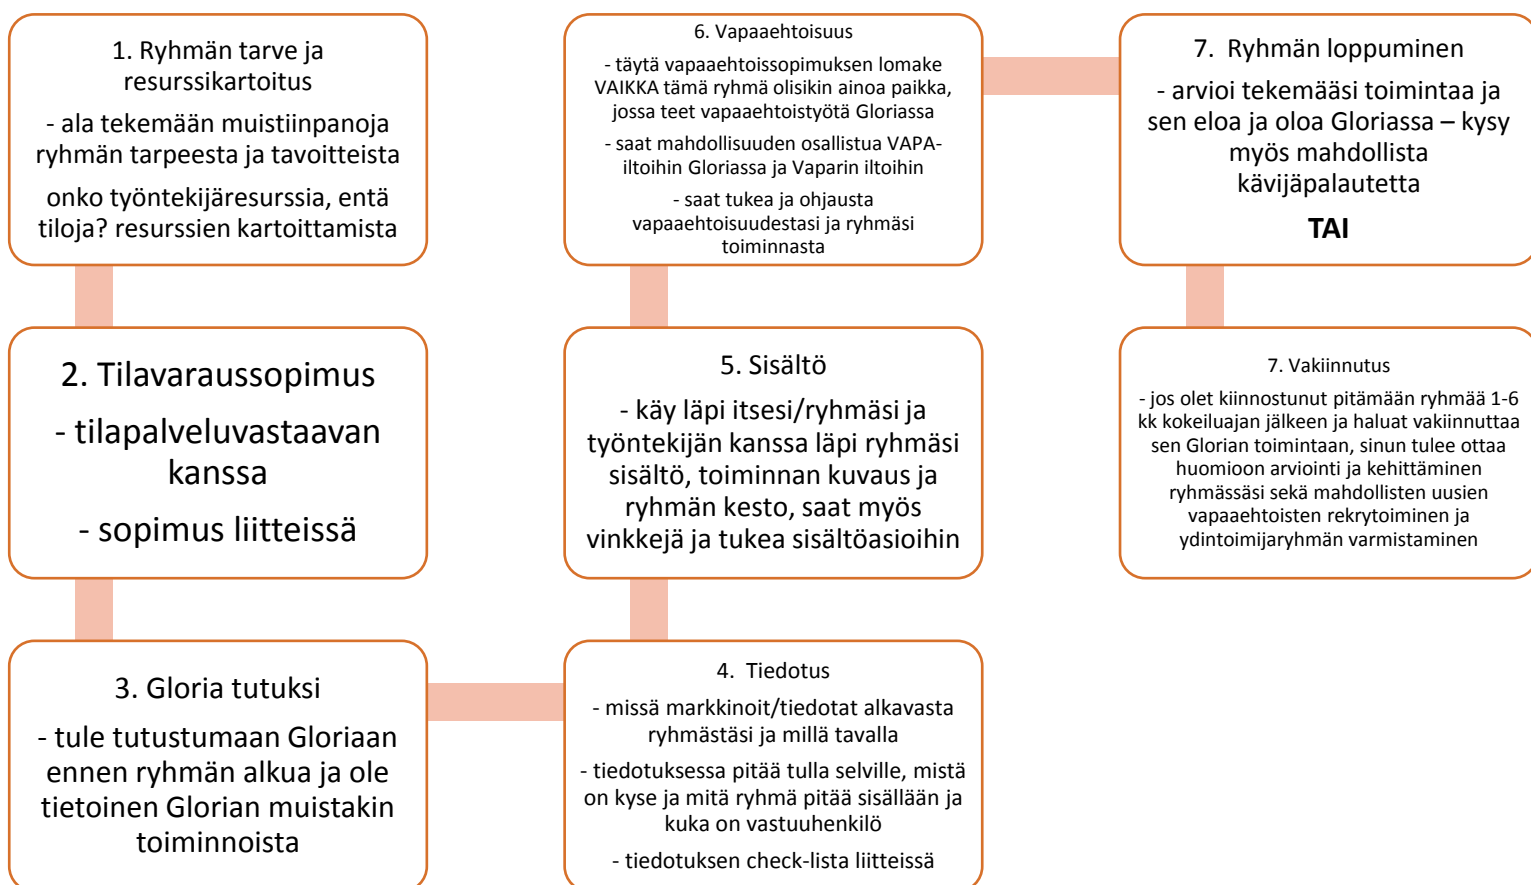 1. Ryhmän tarve ja
resurssikartoitus
- ala tekemään muistiinpanoja
ryhmän tarpeesta ja tavoitteista
onko työntekijäresurssia, entä
tiloja? resurssien kartoittamista
2. Tilavaraussopimus
- tilapalveluvastaavan
kanssa
- sopimus liitteissä
3. Gloria tutuksi
- tule tutustumaan Gloriaan
ennen ryhmän alkua ja ole
tietoinen Glorian muistakin
toiminnoista
4. Tiedotus
- missä markkinoit/tiedotat alkavasta
ryhmästäsi ja millä tavalla
- tiedotuksessa pitää tulla selville, mistä
on kyse ja mitä ryhmä pitää sisällään ja
kuka on vastuuhenkilö
- tiedotuksen check-lista liitteissä
5. Sisältö
- käy läpi itsesi/ryhmäsi ja
työntekijän kanssa läpi ryhmäsi
sisältö, toiminnan kuvaus ja
ryhmän kesto, saat myös
vinkkejä ja tukea sisältöasioihin
6. Vapaaehtoisuus
- täytä vapaaehtoissopimuksen lomake
VAIKKA tämä ryhmä olisikin ainoa paikka,
jossa teet vapaaehtoistyötä Gloriassa
- saat mahdollisuuden osallistua VAPA-
iltoihin Gloriassa ja Vaparin iltoihin
- saat tukea ja ohjausta
vapaaehtoisuudestasi ja ryhmäsi
toiminnasta
7. Ryhmän loppuminen
- arvioi tekemääsi toimintaa ja
sen eloa ja oloa Gloriassa – kysy
myös mahdollista
kävijäpalautetta
TAI
7. Vakiinnutus
- jos olet kiinnostunut pitämään ryhmää 1-6
kk kokeiluajan jälkeen ja haluat vakiinnuttaa
sen Glorian toimintaan, sinun tulee ottaa
huomioon arviointi ja kehittäminen
ryhmässäsi sekä mahdollisten uusien
vapaaehtoisten rekrytoiminen ja
ydintoimijaryhmän varmistaminen